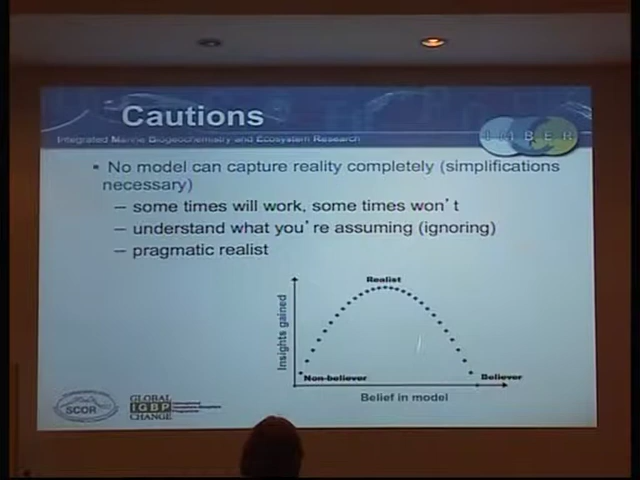 Cautions
Integrated Marine Biogeochemistry and Ecosystem Research
IMBER
▪ No model can capture reality completely (simplifications
necessary)
– some times will work, some times won't
– understand what you're assuming (ignoring)
– pragmatic realist
Realist
Insights gained
Non-believer
Believer
Belief in model
SCOR
GLOBAL
IGBP
CHANGE